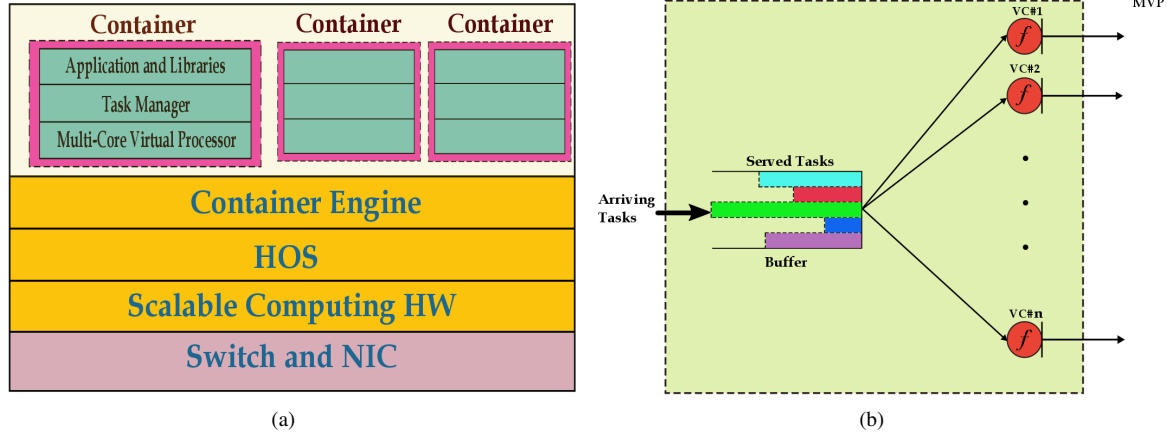 Container
Container
Container
Application and Libraries
Task Manager
Multi-Core Virtual Processor
Container Engine
HOS
Scalable Computing HW
Switch and NIC
(a)
MVP
VC#1
f
VC#2
f
Served Tasks
Arriving
Tasks
Buffer
VC#n
f
(b)